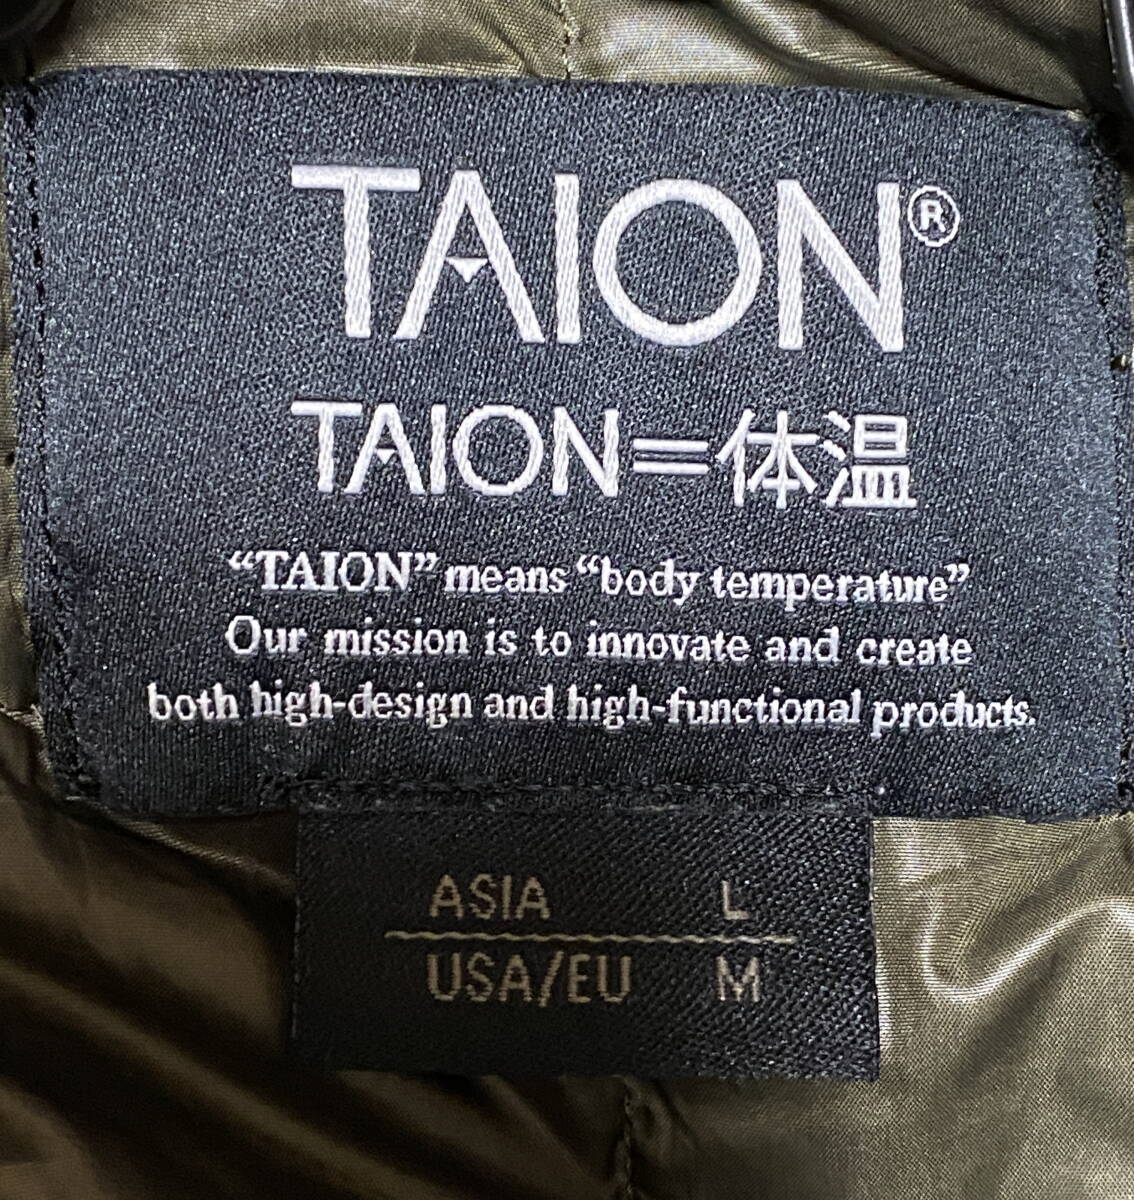 TAION®
TAION=体温
“TAION” means “body temperature”
Our mission is to innovate and create
both high-design and high-functional products.
ASIA L
USA/EU M